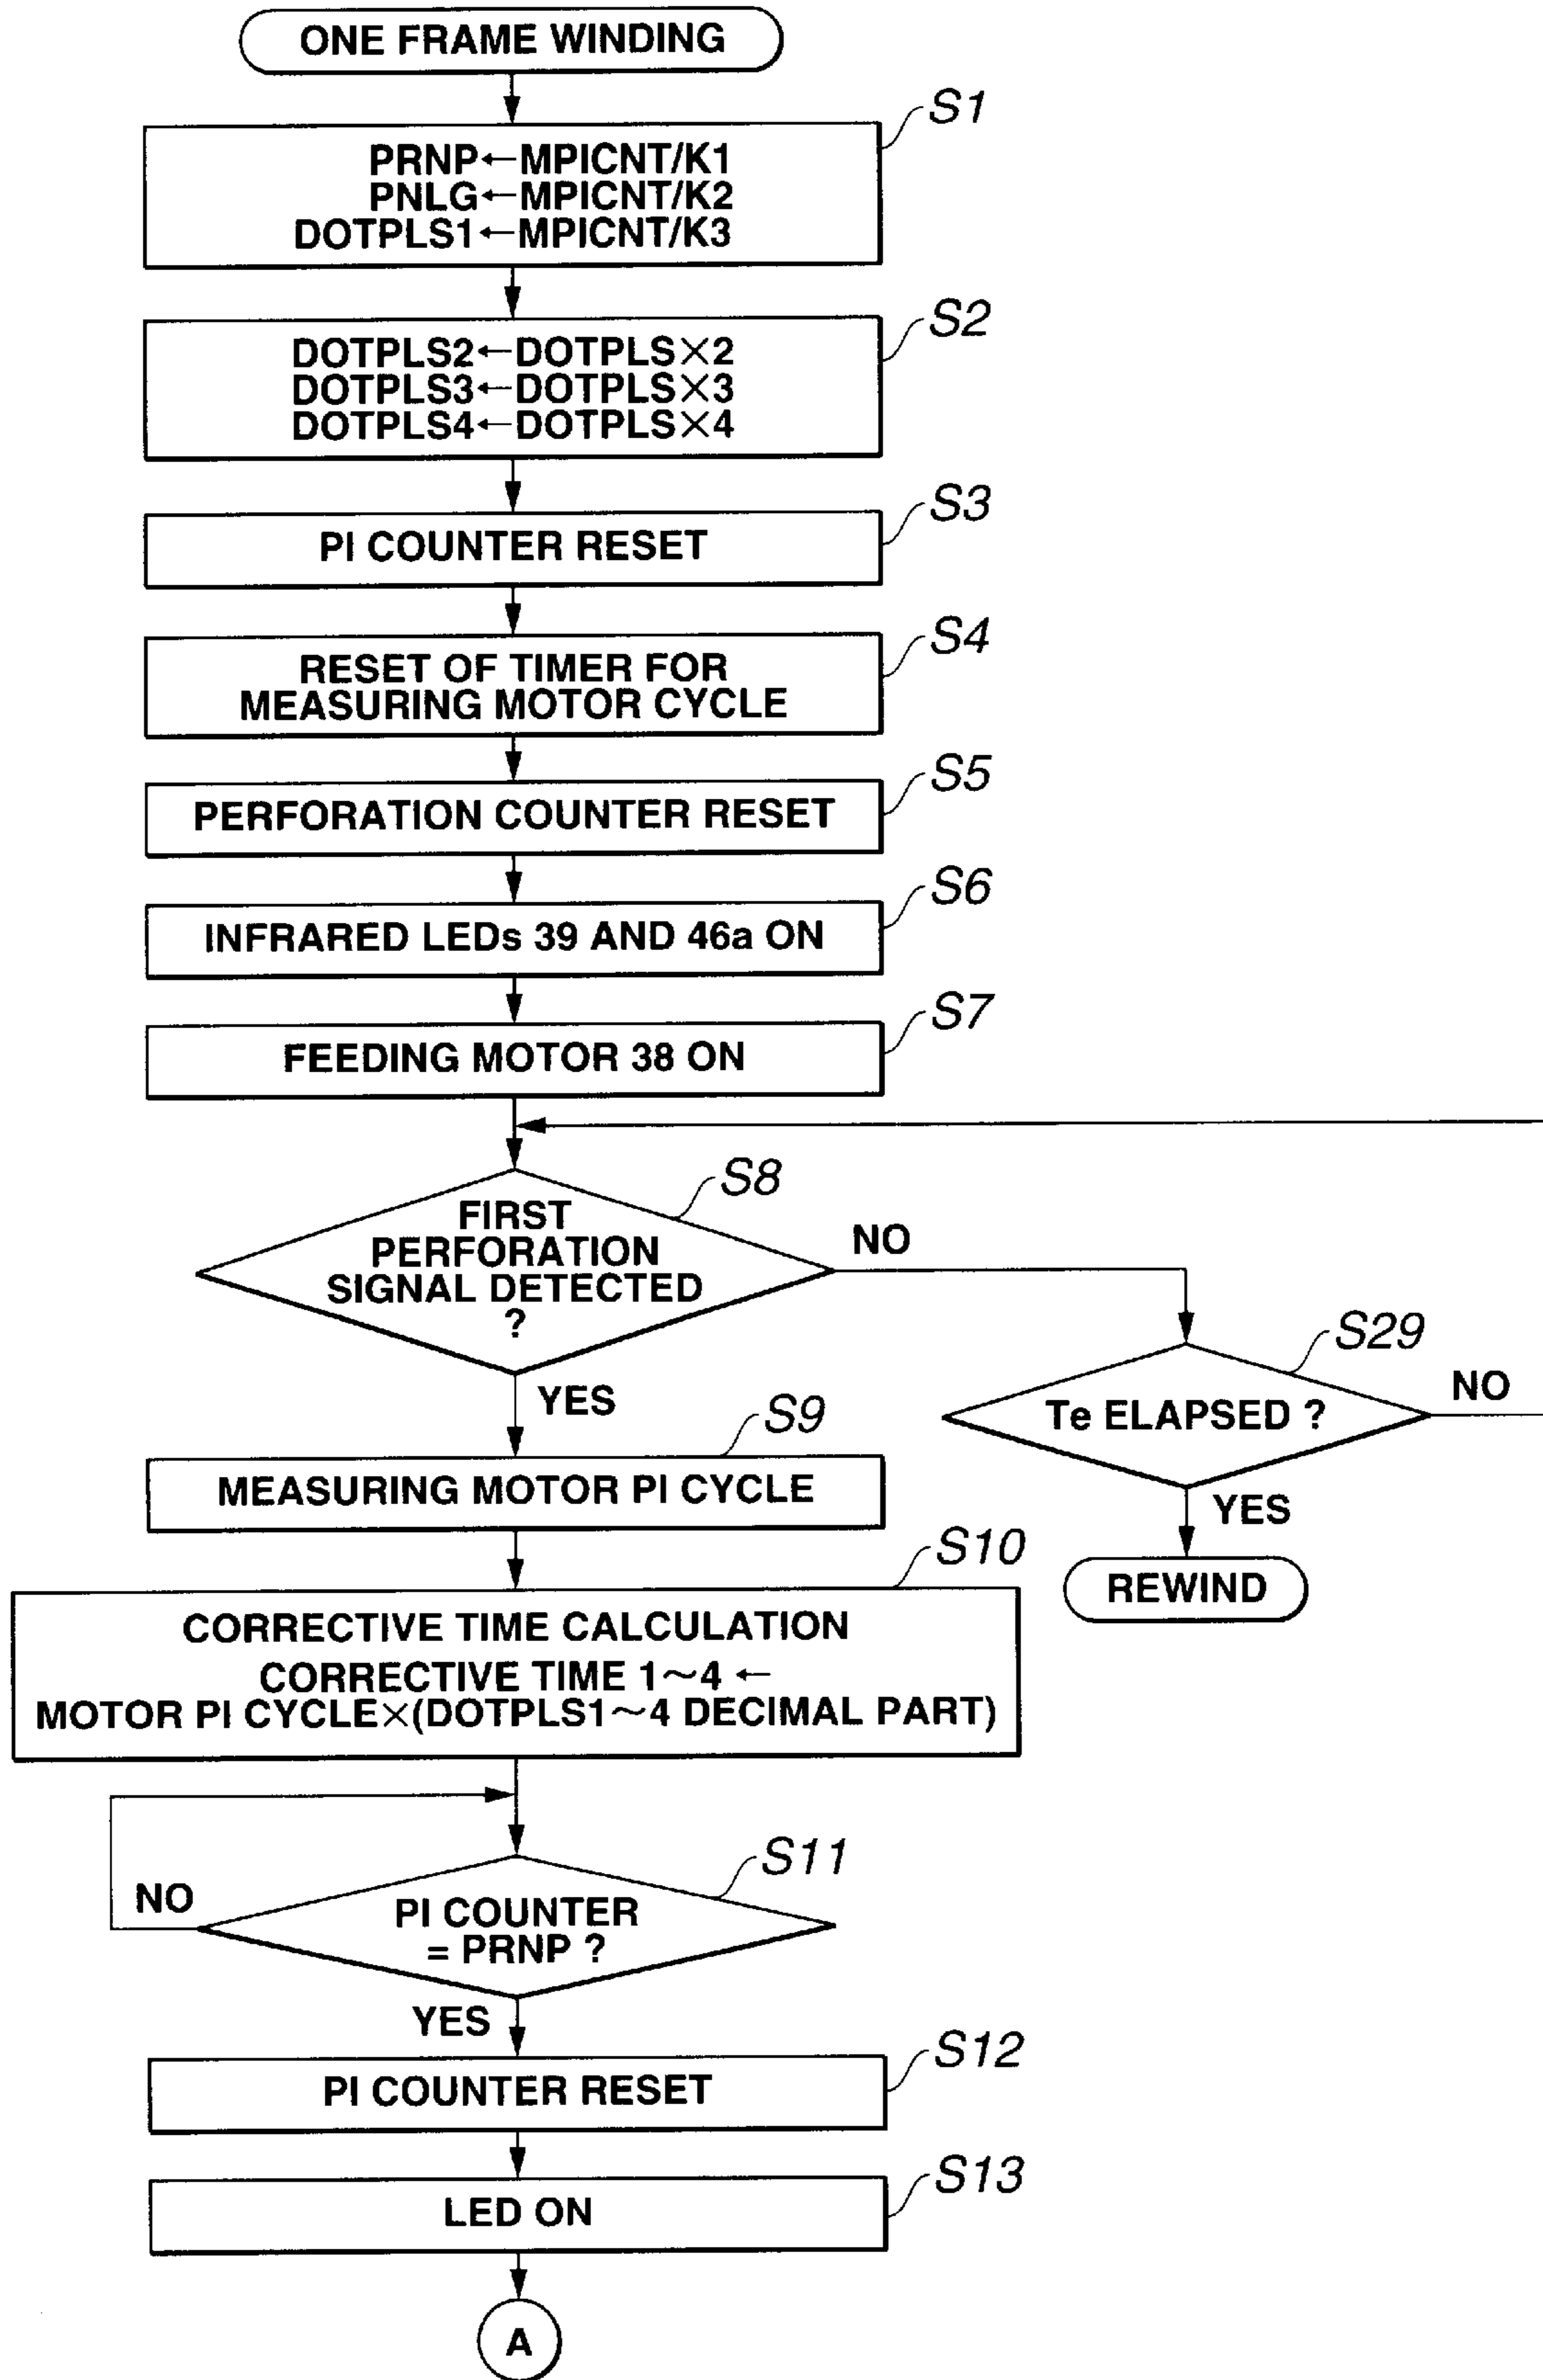 ONE FRAME WINDING
S1
PRNP←MPICNT/K1
PNLG←MPICNT/K2
DOTPLS1←MPICNT/K3
S2
DOTPLS2←DOTPLS×2
DOTPLS3←DOTPLS×3
DOTPLS4←DOTPLS×4
S3
PI COUNTER RESET
S4
RESET OF TIMER FOR
MEASURING MOTOR CYCLE
S5
PERFORATION COUNTER RESET
S6
INFRARED LEDs 39 AND 46a ON
S7
FEEDING MOTOR 38 ON
S8
FIRST
PERFORATION
SIGNAL DETECTED
?
NO
YES
S29
Te ELAPSED ?
NO
YES
REWIND
S9
MEASURING MOTOR PI CYCLE
S10
CORRECTIVE TIME CALCULATION
CORRECTIVE TIME 1~4 ←
MOTOR PI CYCLE×(DOTPLS1~4 DECIMAL PART)
S11
PI COUNTER
= PRNP ?
NO
YES
S12
PI COUNTER RESET
S13
LED ON
A